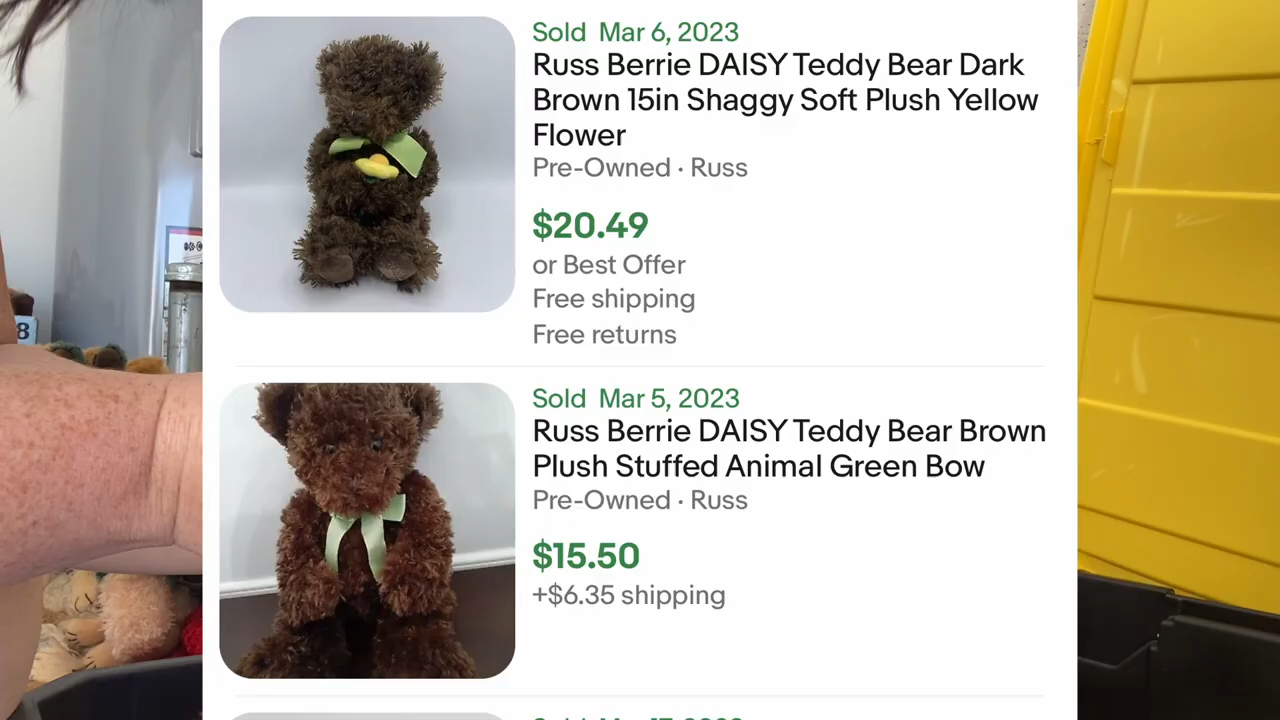 Sold Mar 6, 2023
Russ Berrie DAISY Teddy Bear Dark
Brown 15in Shaggy Soft Plush Yellow
Flower
Pre-Owned · Russ
$20.49
or Best Offer
Free shipping
Free returns
Sold Mar 5, 2023
Russ Berrie DAISY Teddy Bear Brown
Plush Stuffed Animal Green Bow
Pre-Owned · Russ
$15.50
+$6.35 shipping
8